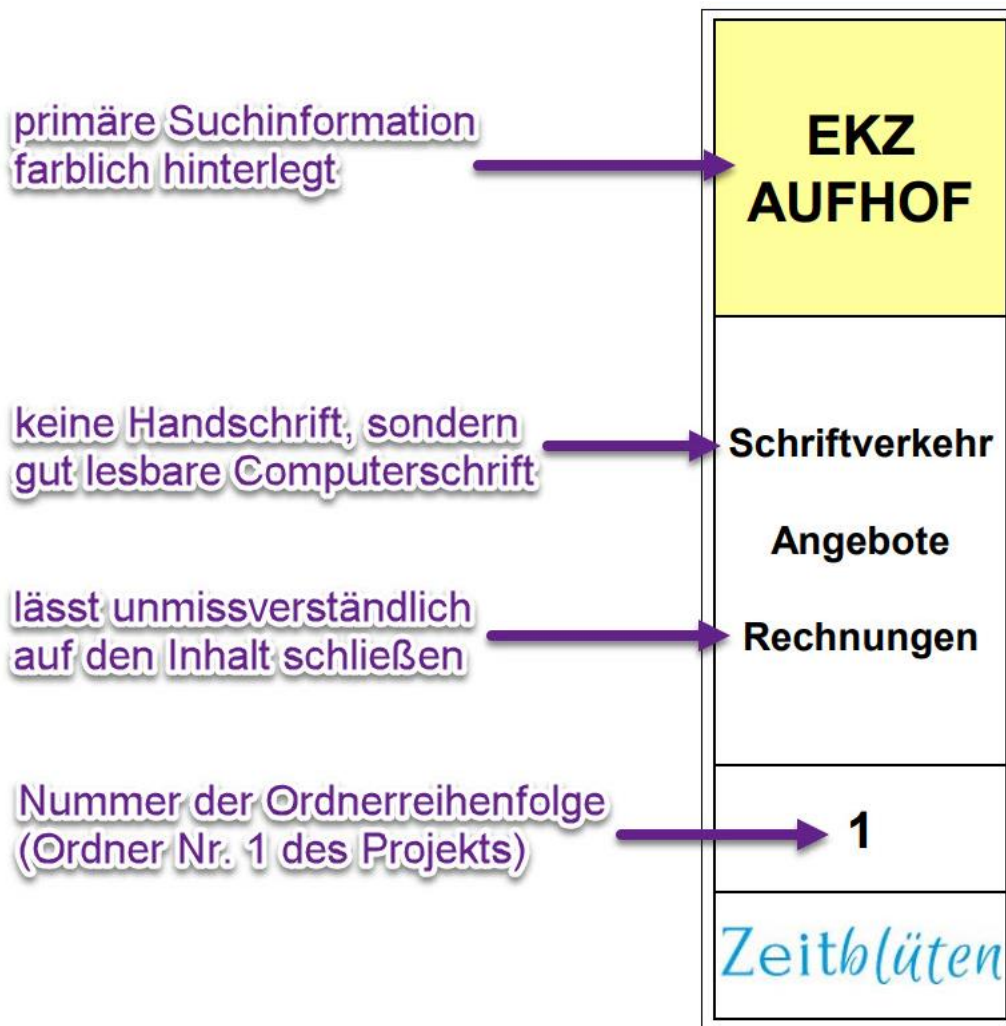 primäre Suchinformation
farblich hinterlegt
EKZ
AUFHOF
keine Handschrift, sondern
gut lesbare Computerschrift
Schriftverkehr
Angebote
lässt unmissverständlich
auf den Inhalt schließen
Rechnungen
Nummer der Ordnerreihenfolge
(Ordner Nr. 1 des Projekts)
1
Zeitblüten